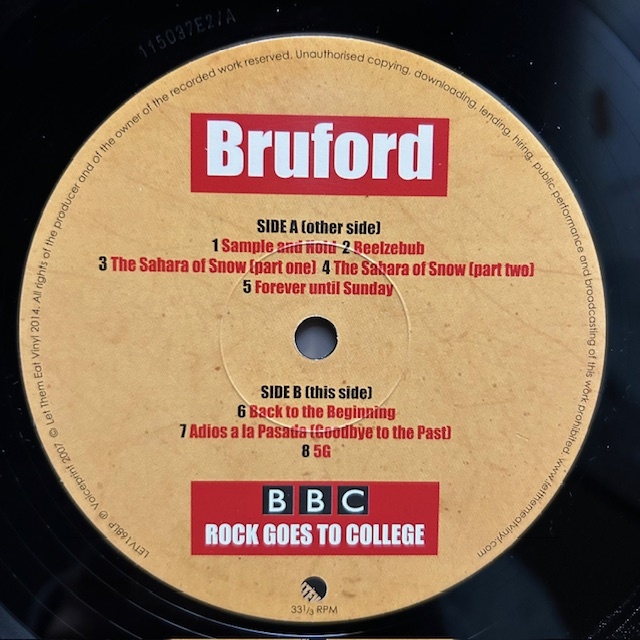 115037E2/A
All rights of the producer and of the owner of the recorded work reserved. Unauthorised copying, downloading, lending, hiring, public performance and broadcasting of this work prohibited. www.letthemeatvinyl.com
Bruford
SIDE A (other side)
1 Sample and Hold 2 Beelzebub
3 The Sahara of Snow (part one) 4 The Sahara of Snow (part two)
5 Forever until Sunday
SIDE B (this side)
6 Back to the Beginning
7 Adios a la Pasada (Goodbye to the Past)
8 5G
BBC
ROCK GOES TO COLLEGE
LETV168LP ℗ Voiceprint 2007 © Let Them Eat Vinyl 2014.
33 1/3 RPM